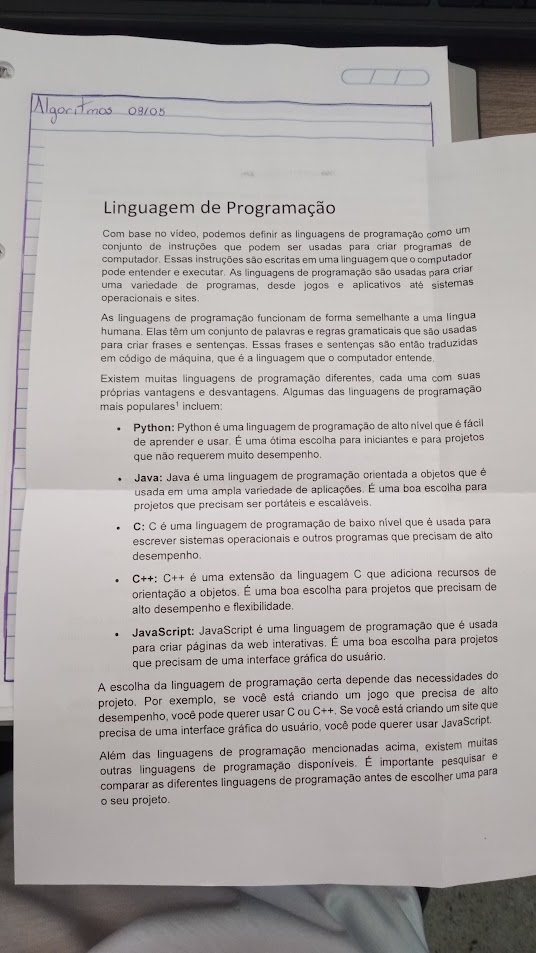 Algoritmos 09/05
Linguagem de Programação
Com base no vídeo, podemos definir as linguagens de programação como um
conjunto de instruções que podem ser usadas para criar programas de
computador. Essas instruções são escritas em uma linguagem que o computador
pode entender e executar. As linguagens de programação são usadas para criar
uma variedade de programas, desde jogos e aplicativos até sistemas
operacionais e sites.
As linguagens de programação funcionam de forma semelhante a uma língua
humana. Elas têm um conjunto de palavras e regras gramaticais que são usadas
para criar frases e sentenças. Essas frases e sentenças são então traduzidas
em código de máquina, que é a linguagem que o computador entende.
Existem muitas linguagens de programação diferentes, cada uma com suas
próprias vantagens e desvantagens. Algumas das linguagens de programação
mais populares¹ incluem:
• Python: Python é uma linguagem de programação de alto nível que é fácil
de aprender e usar. É uma ótima escolha para iniciantes e para projetos
que não requerem muito desempenho.
• Java: Java é uma linguagem de programação orientada a objetos que é
usada em uma ampla variedade de aplicações. É uma boa escolha para
projetos que precisam ser portáteis e escaláveis.
• C: C é uma linguagem de programação de baixo nível que é usada para
escrever sistemas operacionais e outros programas que precisam de alto
desempenho.
• C++: C++ é uma extensão da linguagem C que adiciona recursos de
orientação a objetos. É uma boa escolha para projetos que precisam de
alto desempenho e flexibilidade.
• JavaScript: JavaScript é uma linguagem de programação que é usada
para criar páginas da web interativas. É uma boa escolha para projetos
que precisam de uma interface gráfica do usuário.
A escolha da linguagem de programação certa depende das necessidades do
projeto. Por exemplo, se você está criando um jogo que precisa de alto
desempenho, você pode querer usar C ou C++. Se você está criando um site que
precisa de uma interface gráfica do usuário, você pode querer usar JavaScript.
Além das linguagens de programação mencionadas acima, existem muitas
outras linguagens de programação disponíveis. É importante pesquisar e
comparar as diferentes linguagens de programação antes de escolher uma para
o seu projeto.